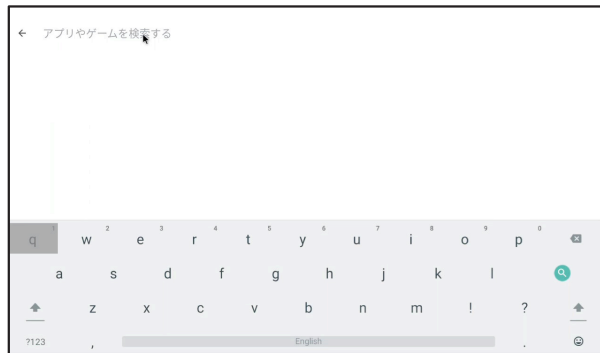 ← アプリやゲームを検索する
1 2 3 4 5 6 7 8 9 0
q w e r t y u i o p
a s d f g h j k l
z x c v b n m ! ?
?123 , English .